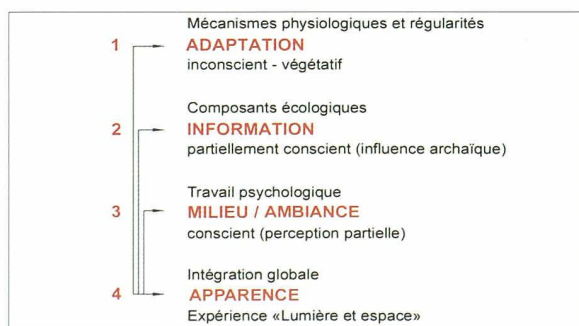 Mécanismes physiologiques et régularités
1 ADAPTATION
inconscient - végétatif
Composants écologiques
2 INFORMATION
partiellement conscient (influence archaïque)
Travail psychologique
3 MILIEU / AMBIANCE
conscient (perception partielle)
Intégration globale
4 APPARENCE
Expérience «Lumière et espace»